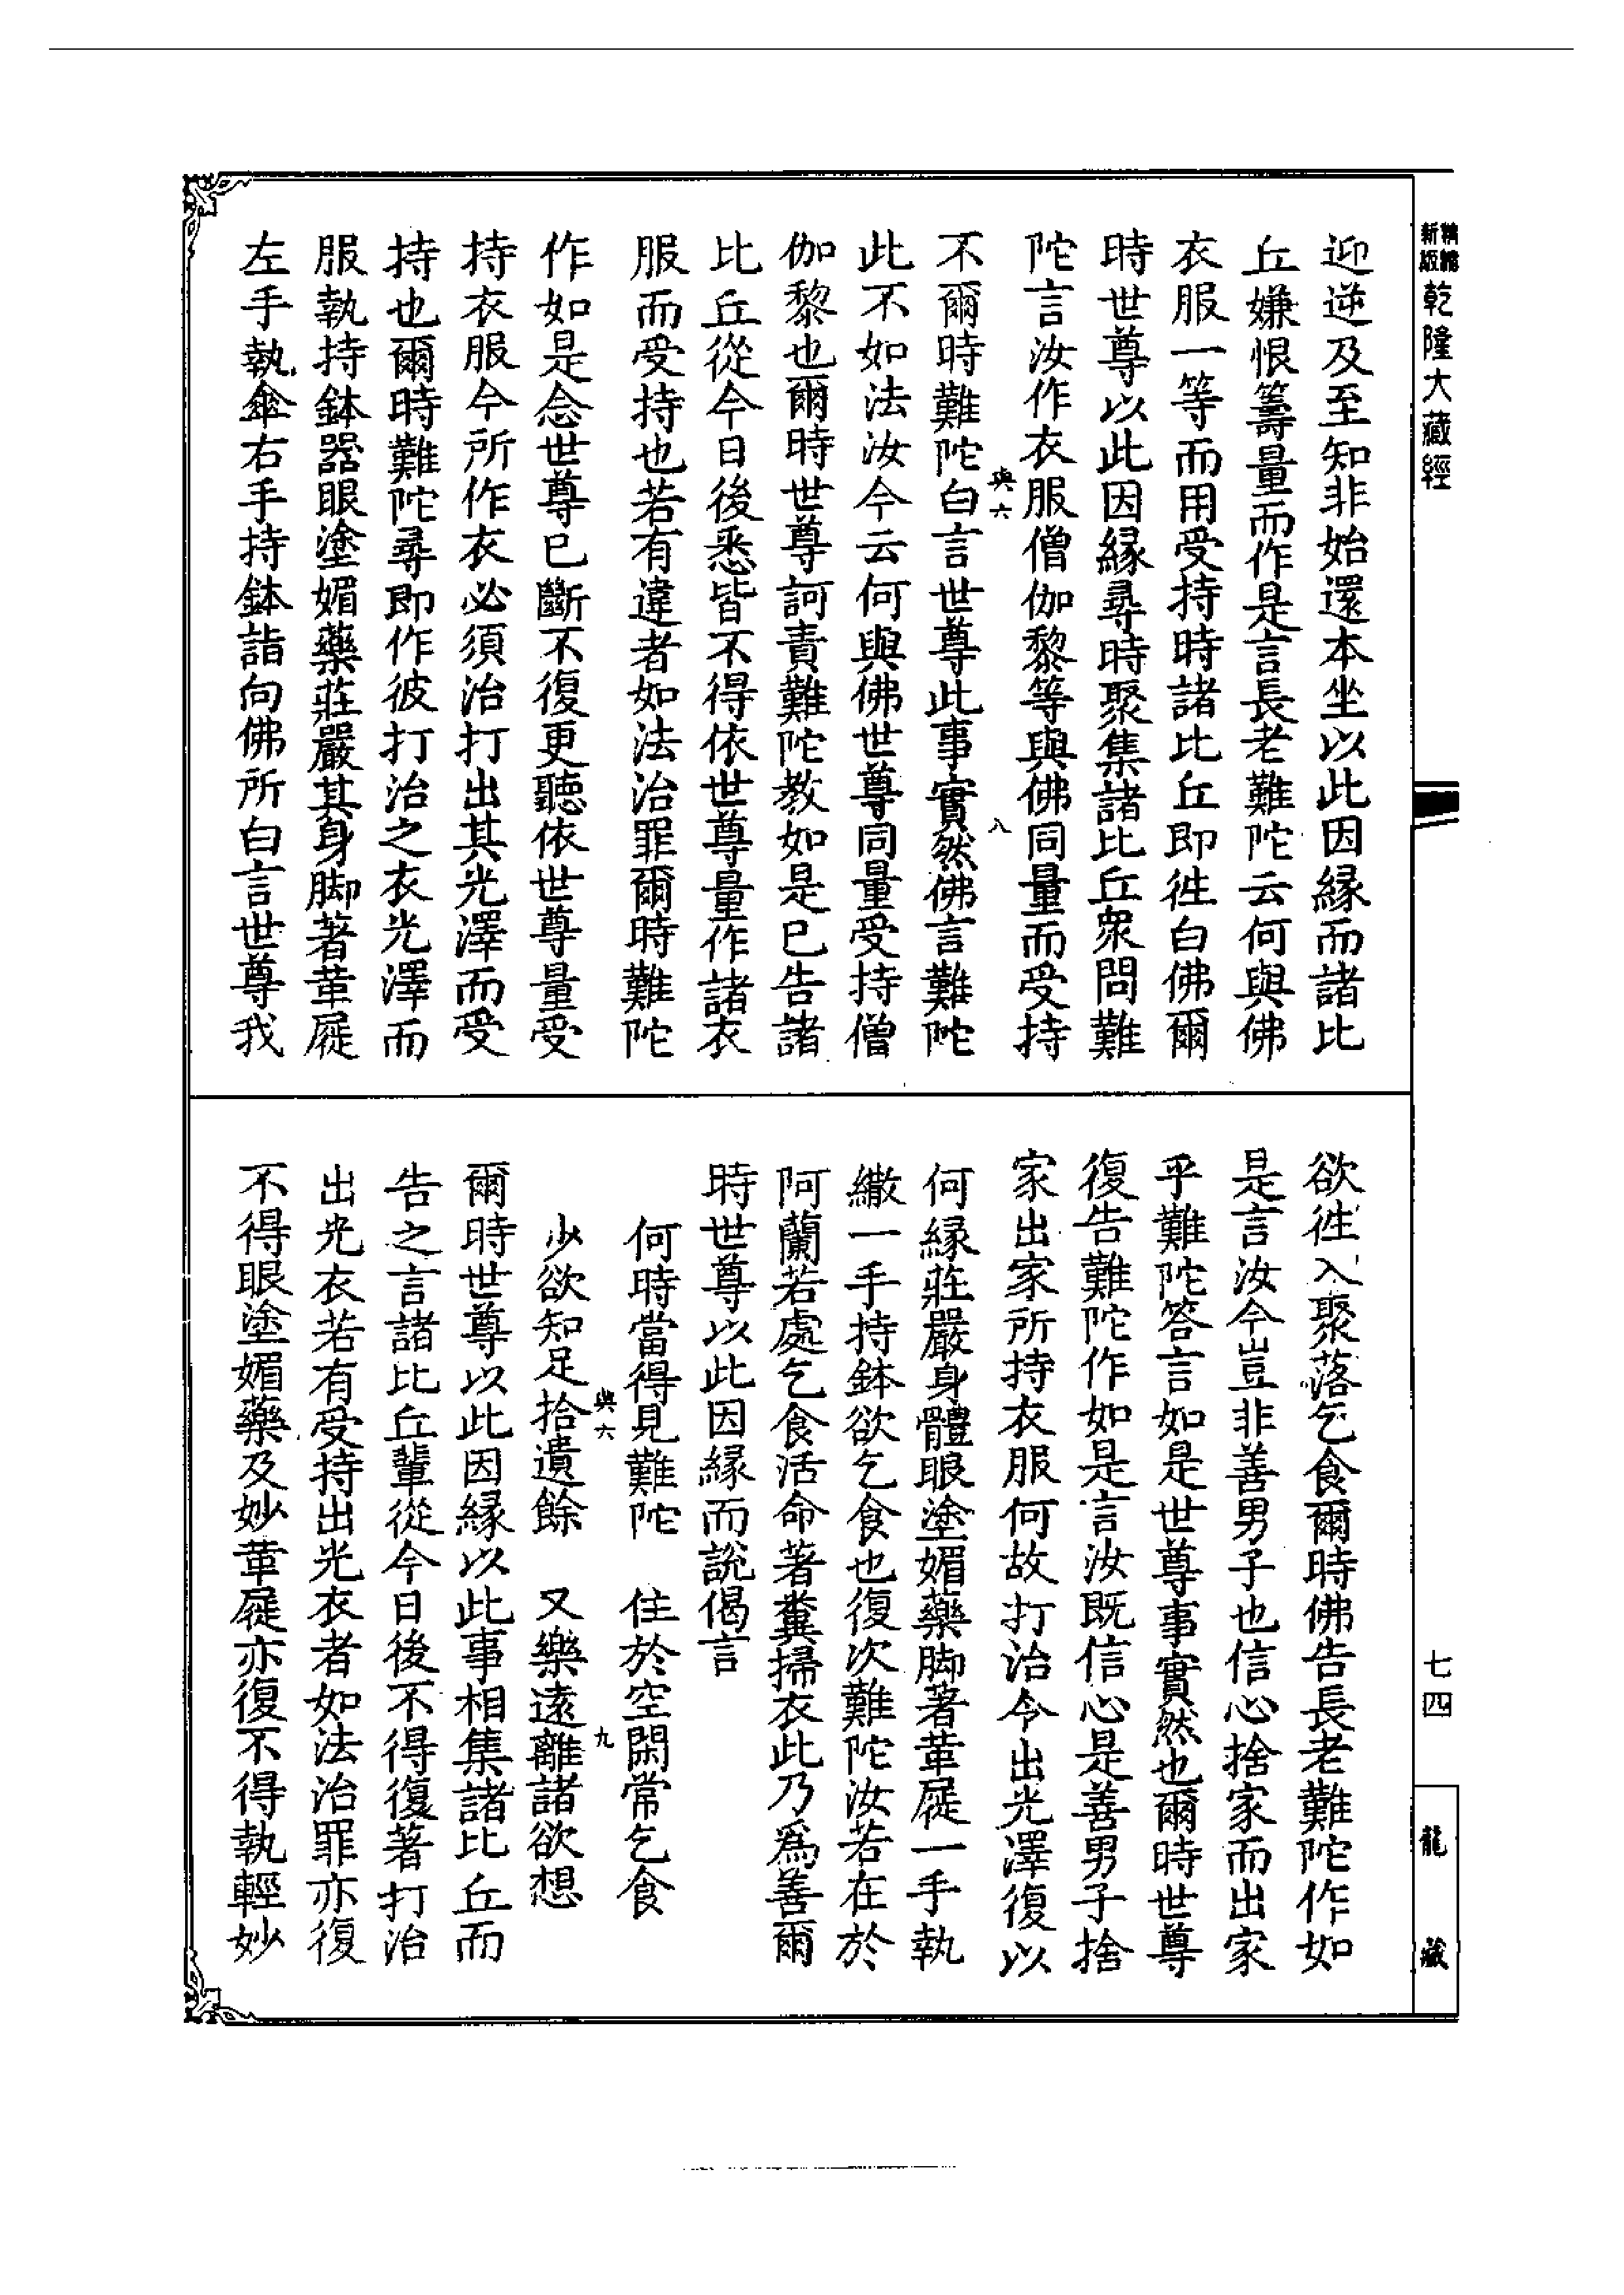 精縮
新版
乾隆大藏經
迎逆及至知非始還本坐以此因緣而諸比
丘嫌恨籌量而作是言長老難陀云何與佛
衣服一等而用受持時諸比丘即徃白佛爾
時世尊以此因緣尋時聚集諸比丘衆問難
陀言汝作衣服僧伽黎等與佛同量而受持
與六
八
不爾時難陀白言世尊此事實然佛言難陀
此不如法汝今云何與佛世尊同量受持僧
伽黎也爾時世尊訶責難陀教如是已告諸
比丘從今日後悉皆不得依世尊量作諸衣
服而受持也若有違者如法治罪爾時難陀
作如是念世尊已斷不復更聽依世尊量受
持衣服今所作衣必須治打出其光澤而受
持也爾時難陀尋即作彼打治之衣光澤而
服執持鉢器眼塗媚藥莊嚴其身脚著革屣
左手執傘右手持鉢詣向佛所白言世尊我
欲徃入聚落乞食爾時佛告長老難陀作如
是言汝今豈非善男子也信心捨家而出家
乎難陀答言如是世尊事實然也爾時世尊
復告難陀作如是言汝既信心是善男子捨
家出家所持衣服何故打治令出光澤復以
何緣莊嚴身體眼塗媚藥脚著革屣一手執
繖一手持鉢欲乞食也復次難陀汝若在於
阿蘭若處乞食活命著糞掃衣此乃爲善爾
時世尊以此因緣而說偈言
何時當得見難陀　住於空閑常乞食
與六
九
少欲知足拾遺餘　又樂遠離諸欲想
爾時世尊以此因緣以此事相集諸比丘而
告之言諸比丘輩從今日後不得復著打治
出光衣若有受持出光衣者如法治罪亦復
不得眼塗媚藥及妙革屣亦復不得執輕妙
七四
龍藏